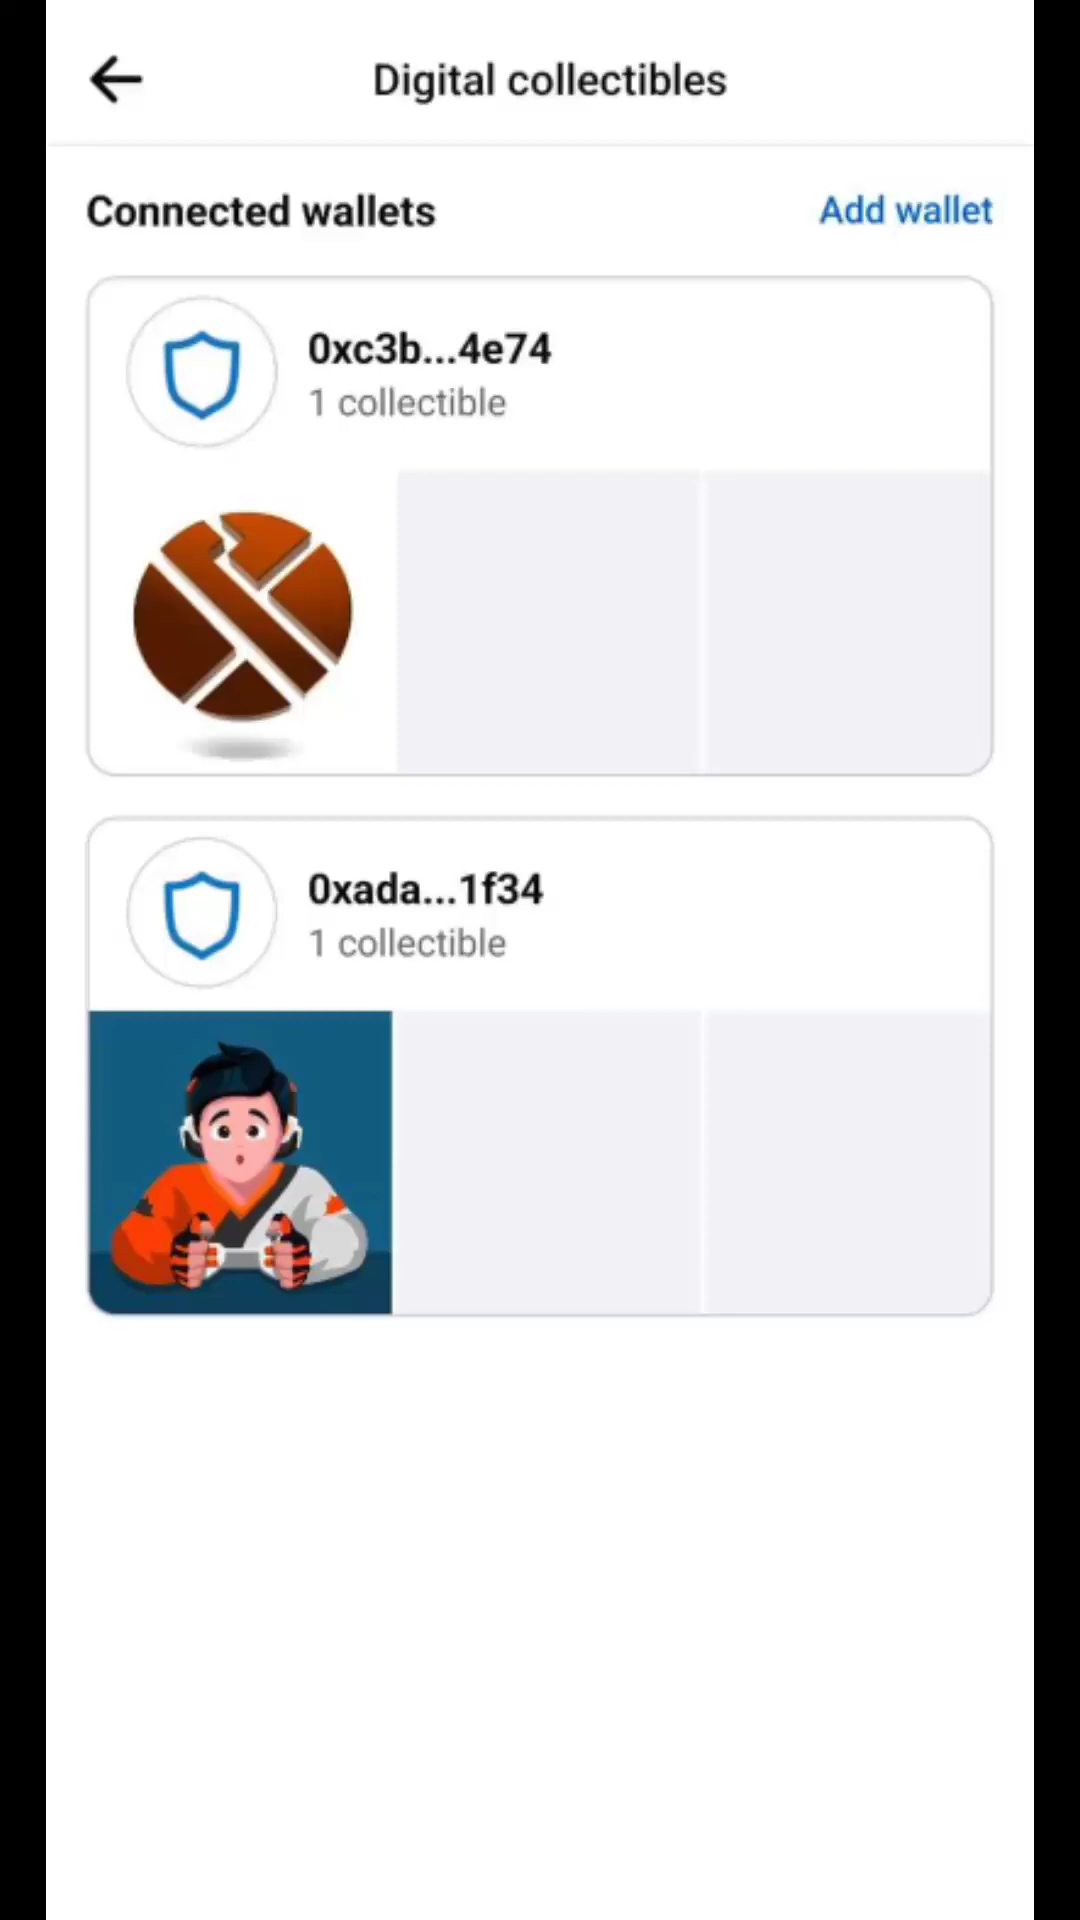 Digital collectibles
Connected wallets
Add wallet
0xc3b...4e74
1 collectible
0xada...1f34
1 collectible